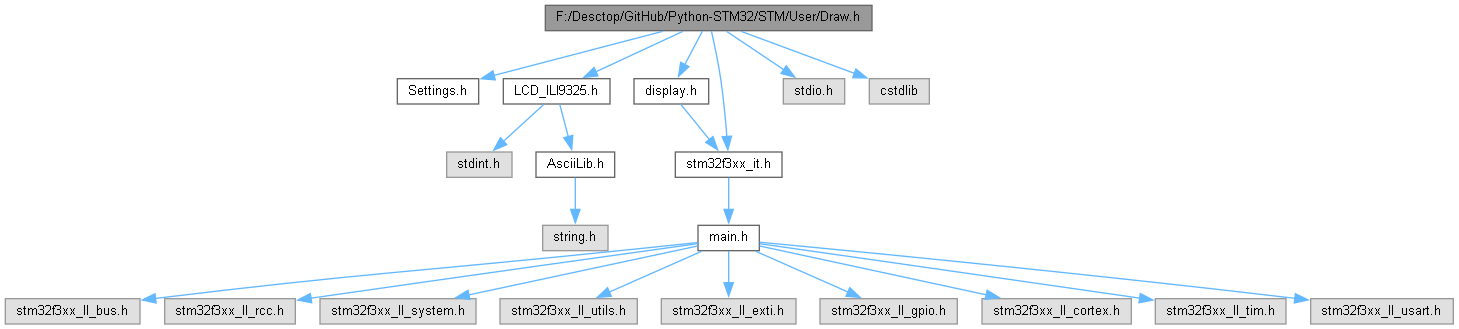 F:/Desctop/GitHub/Python-STM32/STM/User/Draw.h
Settings.h
LCD_ILI9325.h
display.h
stdio.h
cstdlib
stdint.h
AsciiLib.h
stm32f3xx_it.h
string.h
main.h
stm32f3xx_ll_bus.h
stm32f3xx_ll_rcc.h
stm32f3xx_ll_system.h
stm32f3xx_ll_utils.h
stm32f3xx_ll_exti.h
stm32f3xx_ll_gpio.h
stm32f3xx_ll_cortex.h
stm32f3xx_ll_tim.h
stm32f3xx_ll_usart.h